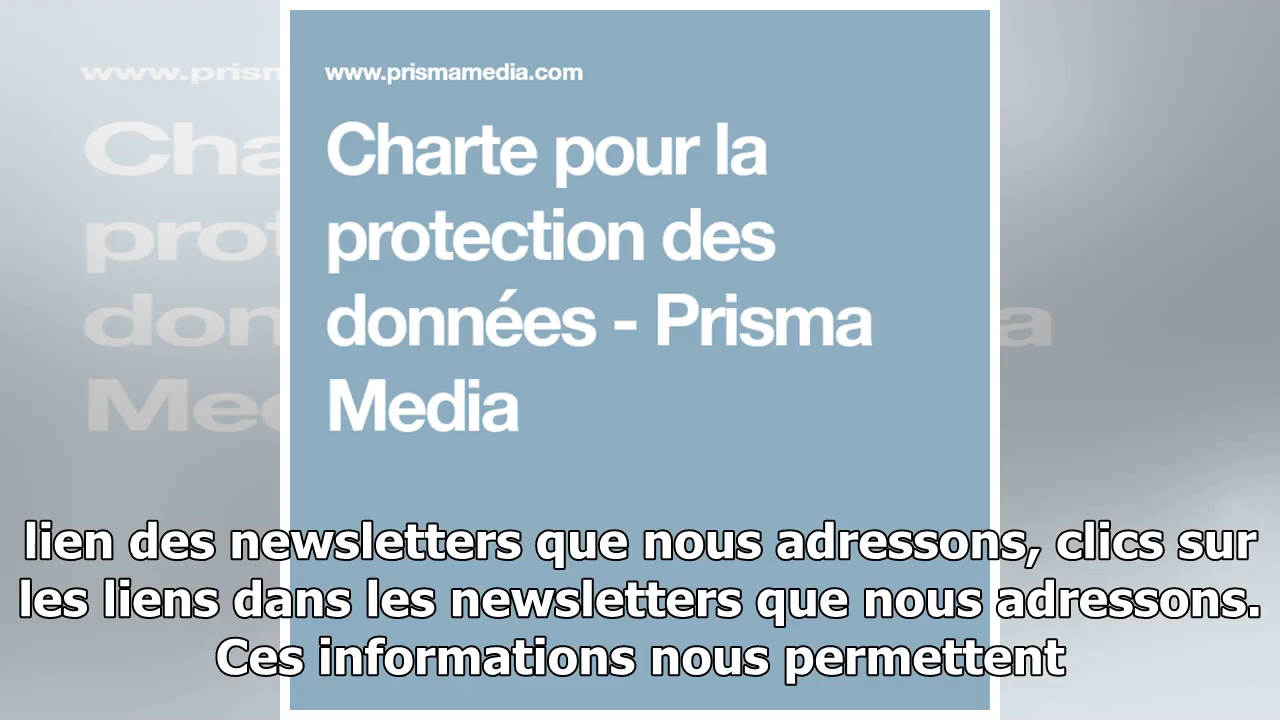 www.prismamedia.com
Charte pour la
protection des
données - Prisma
Media
lien des newsletters que nous adressons, clics sur
les liens dans les newsletters que nous adressons.
Ces informations nous permettent